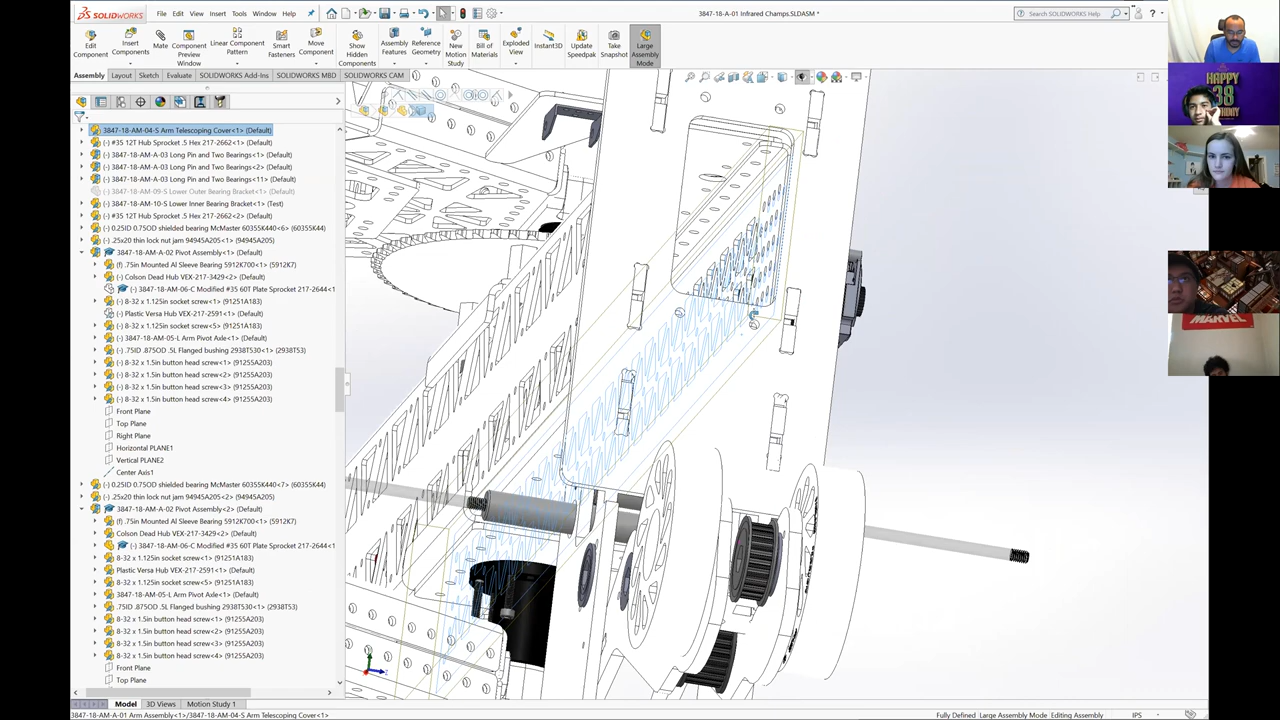 SOLIDWORKS File Edit View Insert Tools Window Help 3847-18-A-01 Infrared Champs.SLDASM * Search SOLIDWORKS Help
Edit Component
Insert Components
Mate
Component Preview Window
Linear Component Pattern
Smart Fasteners
Move Component
Show Hidden Components
Assembly Features
Reference Geometry
New Motion Study
Bill of Materials
Exploded View
Instant3D
Update Speedpak
Take Snapshot
Large Assembly Mode
Assembly Layout Sketch Evaluate SOLIDWORKS Add-Ins SOLIDWORKS MBD SOLIDWORKS CAM
3847-18-AM-04-S Arm Telescoping Cover<1> (Default)
(-) #35 12T Hub Sprocket .5 Hex 217-2662<1> (Default)
(-) 3847-18-AM-A-03 Long Pin and Two Bearings<1> (Default)
(-) 3847-18-AM-A-03 Long Pin and Two Bearings<2> (Default)
(-) 3847-18-AM-A-03 Long Pin and Two Bearings<11> (Default)
(-) 3847-18-AM-09-S Lower Outer Bearing Bracket<1> (Default)
(-) 3847-18-AM-10-S Lower Inner Bearing Bracket<1> (Test)
(-) #35 12T Hub Sprocket .5 Hex 217-2662<2> (Default)
(-) 0.25ID 0.75OD shielded bearing McMaster 60355K44<6> (60355K44)
(-) .25x20 thin lock nut jam 94945A205<1> (94945A205)
3847-18-AM-A-02 Pivot Assembly<1> (Default)
(f) .75in Mounted Al Sleeve Bearing 5912K700<1> (5912K7)
(-) Colson Dead Hub VEX-217-3429<2> (Default)
(-) 3847-18-AM-06-C Modified #35 60T Plate Sprocket 217-2644<1
(-) 8-32 x 1.125in socket screw<1> (91251A183)
(-) Plastic Versa Hub VEX-217-2591<1> (Default)
(-) 8-32 x 1.125in socket screw<5> (91251A183)
(-) 3847-18-AM-05-L Arm Pivot Axle<1> (Default)
(-) .75ID .875OD .5L Flanged bushing 2938T530<1> (2938T53)
(-) 8-32 x 1.5in button head screw<1> (91255A203)
(-) 8-32 x 1.5in button head screw<2> (91255A203)
(-) 8-32 x 1.5in button head screw<3> (91255A203)
(-) 8-32 x 1.5in button head screw<4> (91255A203)
Front Plane
Top Plane
Right Plane
Horizontal PLANE1
Vertical PLANE2
Center Axis1
(-) 0.25ID 0.75OD shielded bearing McMaster 60355K44<7> (60355K44)
(-) .25x20 thin lock nut jam 94945A205<2> (94945A205)
3847-18-AM-A-02 Pivot Assembly<2> (Default)
(f) .75in Mounted Al Sleeve Bearing 5912K700<1> (5912K7)
Colson Dead Hub VEX-217-3429<2> (Default)
(-) 3847-18-AM-06-C Modified #35 60T Plate Sprocket 217-2644<1
8-32 x 1.125in socket screw<1> (91251A183)
Plastic Versa Hub VEX-217-2591<1> (Default)
8-32 x 1.125in socket screw<5> (91251A183)
3847-18-AM-05-L Arm Pivot Axle<1> (Default)
.75ID .875OD .5L Flanged bushing 2938T530<1> (2938T53)
8-32 x 1.5in button head screw<1> (91255A203)
8-32 x 1.5in button head screw<2> (91255A203)
8-32 x 1.5in button head screw<3> (91255A203)
8-32 x 1.5in button head screw<4> (91255A203)
Front Plane
Top Plane
Model 3D Views Motion Study 1
3847-18-AM-A-01 Arm Assembly<1>/3847-18-AM-04-S Arm Telescoping Cover<1> Fully Defined Large Assembly Mode Editing Assembly IPS
HAPPY
38
MARVEL